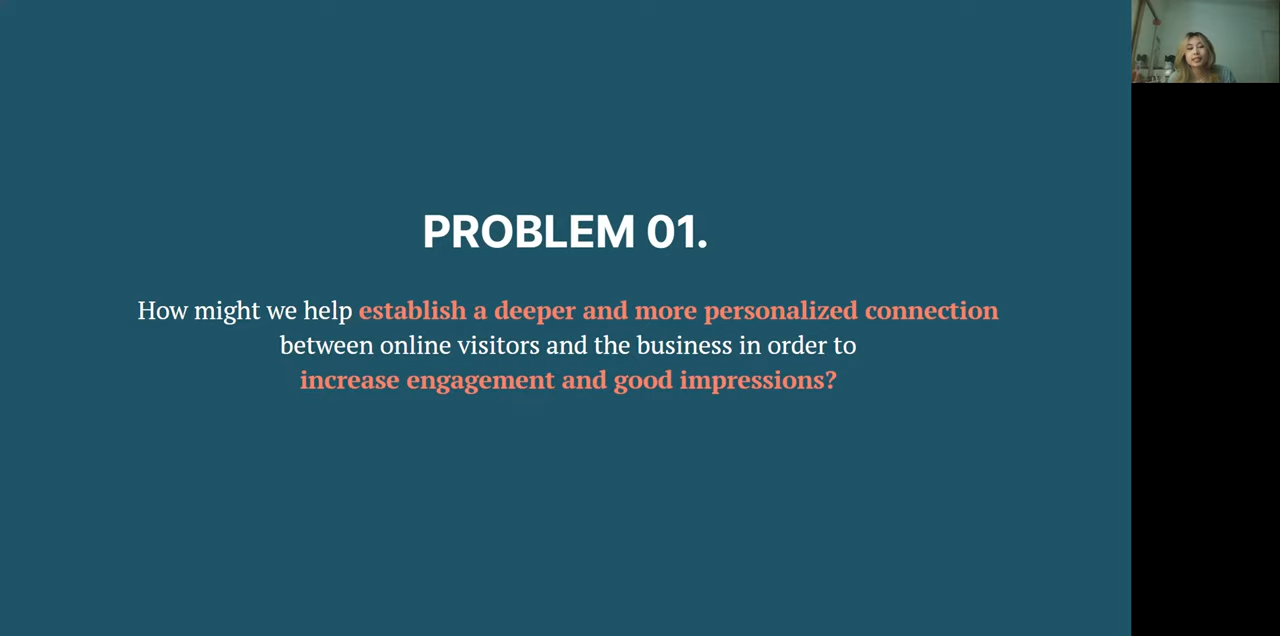 PROBLEM 01.
How might we help establish a deeper and more personalized connection
between online visitors and the business in order to
increase engagement and good impressions?